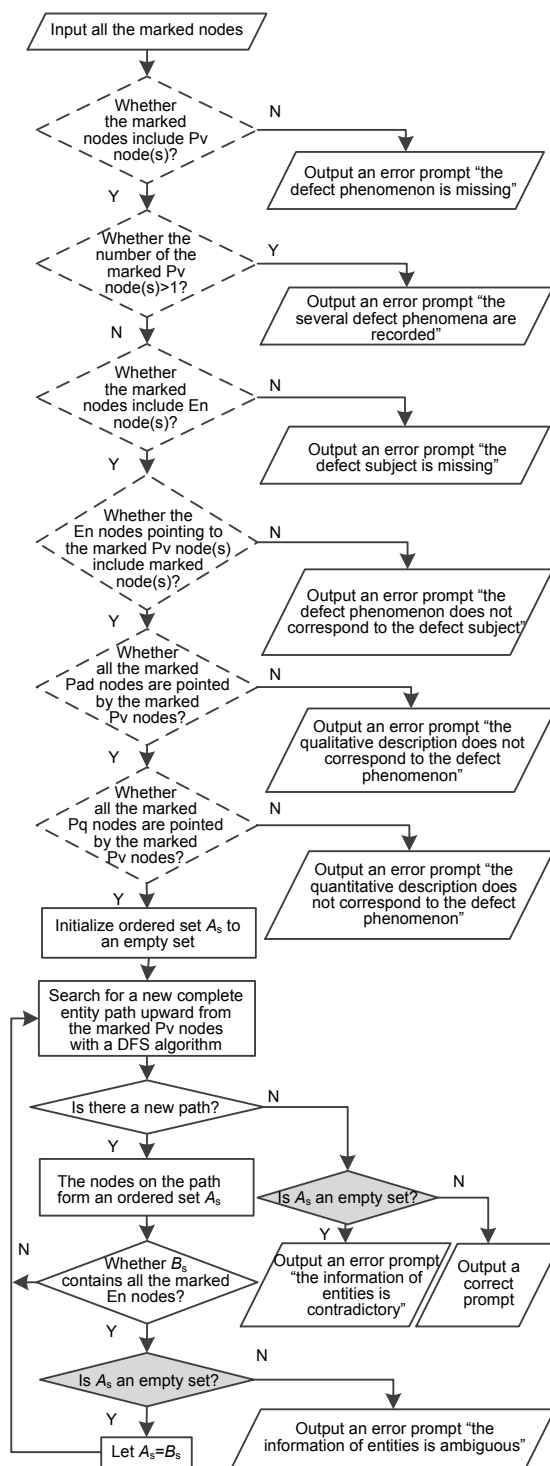 Input all the marked nodes
Whether
the marked
nodes include Pv
node(s)?
N
Output an error prompt “the
defect phenomenon is missing”
Y
Whether the
number of the
marked Pv
node(s)>1?
Y
Output an error prompt “the
several defect phenomena are
recorded”
N
Whether
the marked
nodes include En
node(s)?
N
Output an error prompt “the
defect subject is missing”
Y
Whether the
En nodes pointing to
the marked Pv node(s)
include marked
node(s)?
N
Output an error prompt “the
defect phenomenon does not
correspond to the defect subject”
Y
Whether
all the marked
Pad nodes are pointed
by the marked
Pv nodes?
N
Output an error prompt “the
qualitative description does not
correspond to the defect
phenomenon”
Y
Whether
all the marked
Pq nodes are pointed
by the marked
Pv nodes?
N
Output an error prompt “the
quantitative description does
not correspond to the defect
phenomenon”
Y
Initialize ordered set As to
an empty set
Search for a new complete
entity path upward from
the marked Pv nodes
with a DFS algorithm
Is there a new path?
N
Y
The nodes on the path
form an ordered set As
Is As an empty set?
N
Y
Output an error prompt
“the information of
entities is
contradictory”
Output a
correct
prompt
Whether Bs
contains all the marked
En nodes?
N
Y
Is As an empty set?
N
Y
Output an error prompt “the
information of entities is ambiguous”
Let As=Bs